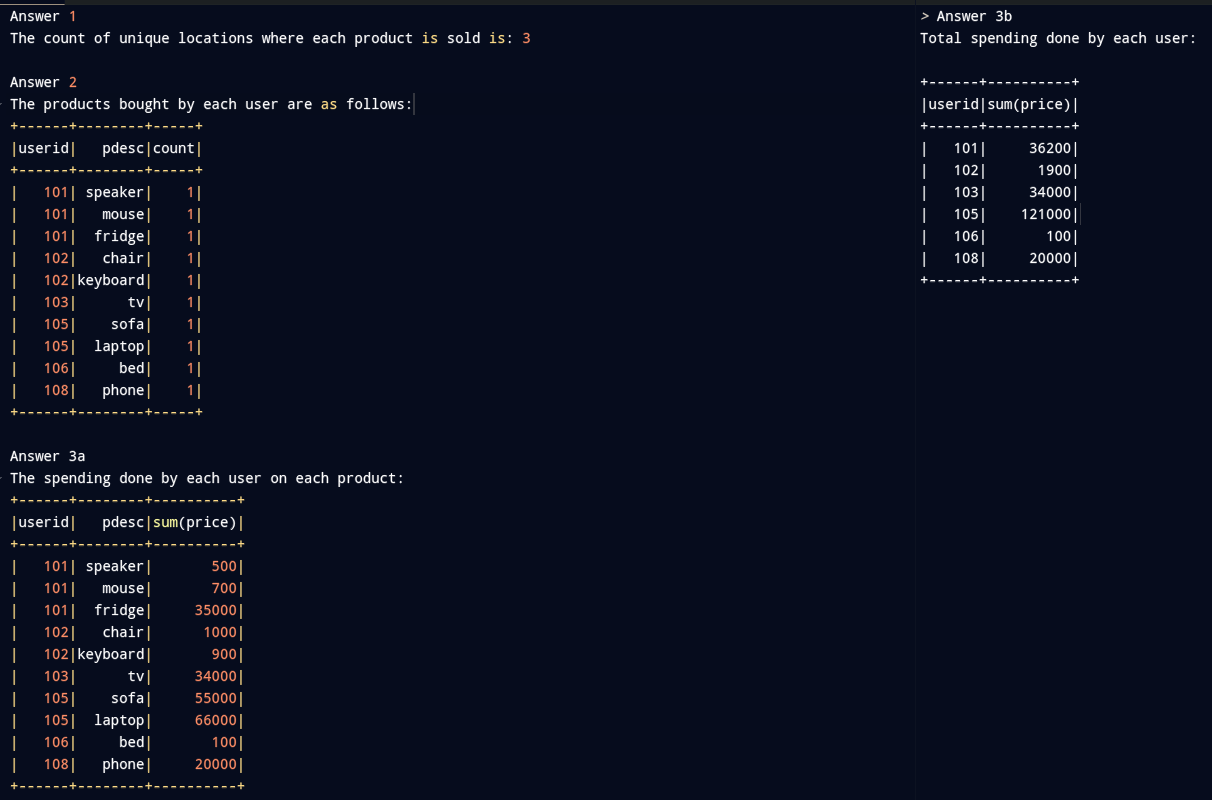 Answer 1
The count of unique locations where each product is sold is: 3
Answer 2
The products bought by each user are as follows:
+------+--------+-----+
|userid|   pdesc|count|
+------+--------+-----+
|   101| speaker|    1|
|   101|   mouse|    1|
|   101|  fridge|    1|
|   102|   chair|    1|
|   102|keyboard|    1|
|   103|      tv|    1|
|   105|    sofa|    1|
|   105|  laptop|    1|
|   106|     bed|    1|
|   108|   phone|    1|
+------+--------+-----+
Answer 3a
The spending done by each user on each product:
+------+--------+----------+
|userid|   pdesc|sum(price)|
+------+--------+----------+
|   101| speaker|       500|
|   101|   mouse|       700|
|   101|  fridge|     35000|
|   102|   chair|      1000|
|   102|keyboard|       900|
|   103|      tv|     34000|
|   105|    sofa|     55000|
|   105|  laptop|     66000|
|   106|     bed|       100|
|   108|   phone|     20000|
+------+--------+----------+
> Answer 3b
Total spending done by each user:
+------+----------+
|userid|sum(price)|
+------+----------+
|   101|     36200|
|   102|      1900|
|   103|     34000|
|   105|    121000|
|   106|       100|
|   108|     20000|
+------+----------+